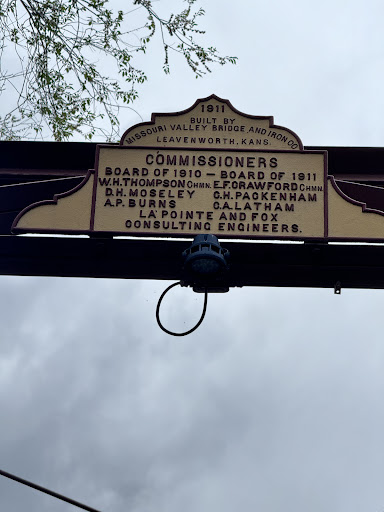 1911
BUILT BY
MISSOURI VALLEY BRIDGE AND IRON CO
LEAVENWORTH, KANS.
COMMISSIONERS
BOARD OF 1910 – BOARD OF 1911
W.H. THOMPSON CHMN. E.F. CRAWFORD CHMN.
D.H. MOSELEY G.H. PACKENHAM
A.P. BURNS C.A. LATHAM
LA POINTE AND FOX
CONSULTING ENGINEERS.